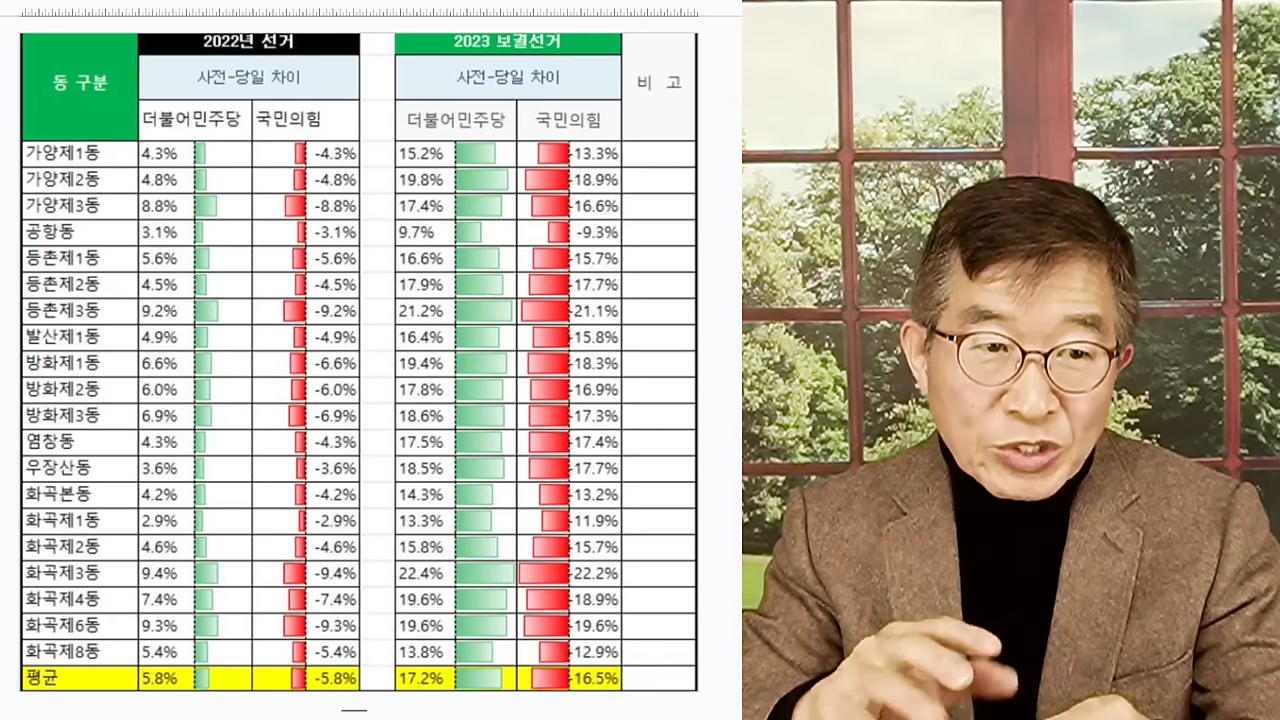 2022년 선거 2023 보궐선거
동 구분 사전-당일 차이 사전-당일 차이 비 고
더불어민주당 국민의힘 더불어민주당 국민의힘
가양제1동 4.3% -4.3% 15.2% -13.3%
가양제2동 4.8% -4.8% 19.8% -18.9%
가양제3동 8.8% -8.8% 17.4% -16.6%
공항동 3.1% -3.1% 9.7% -9.3%
등촌제1동 5.6% -5.6% 16.6% -15.7%
등촌제2동 4.5% -4.5% 17.9% -17.7%
등촌제3동 9.2% -9.2% 21.2% -21.1%
발산제1동 4.9% -4.9% 16.4% -15.8%
방화제1동 6.6% -6.6% 19.4% -18.3%
방화제2동 6.0% -6.0% 17.8% -16.9%
방화제3동 6.9% -6.9% 18.6% -17.3%
염창동 4.3% -4.3% 17.5% -17.4%
우장산동 3.6% -3.6% 18.5% -17.7%
화곡본동 4.2% -4.2% 14.3% -13.2%
화곡제1동 2.9% -2.9% 13.3% -11.9%
화곡제2동 4.6% -4.6% 15.8% -15.7%
화곡제3동 9.4% -9.4% 22.4% -22.2%
화곡제4동 7.4% -7.4% 19.6% -18.9%
화곡제6동 9.3% -9.3% 19.6% -19.6%
화곡제8동 5.4% -5.4% 13.8% -12.9%
평균 5.8% -5.8% 17.2% -16.5%